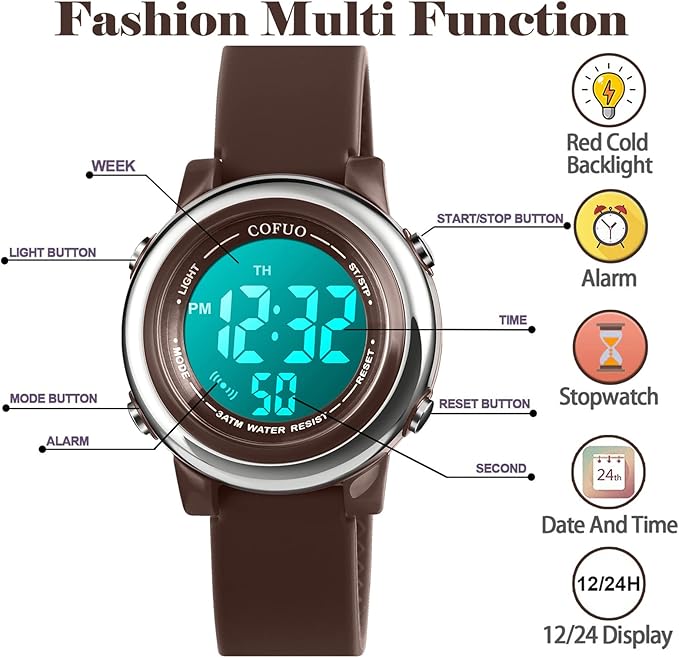 Fashion Multi Function
WEEK
LIGHT BUTTON
MODE BUTTON
ALARM
START/STOP BUTTON
TIME
RESET BUTTON
SECOND
COFUO
LIGHT
ST/STP
TH
PM
12:32
MODE
RESET
50
3ATM WATER RESIST
Red Cold
Backlight
Alarm
Stopwatch
24th
Date And Time
12/24H
12/24 Display